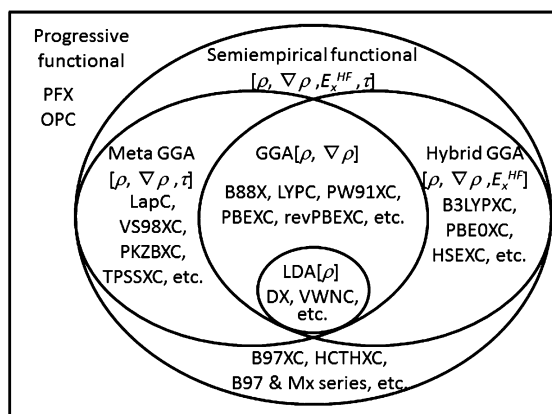 Progressive
functional
PFX
OPC
Semiempirical functional
[ρ, ∇ρ, E_x^HF, τ]
Meta GGA
[ρ, ∇ρ, τ]
LapC,
VS98XC,
PKZBXC,
TPSSXC, etc.
GGA[ρ, ∇ρ]
B88X, LYPC, PW91XC,
PBEXC, revPBEXC, etc.
Hybrid GGA
[ρ, ∇ρ, E_x^HF]
B3LYPXC,
PBE0XC,
HSEXC, etc.
LDA[ρ]
DX, VWNC,
etc.
B97XC, HCTHXC,
B97 & Mx series, etc.